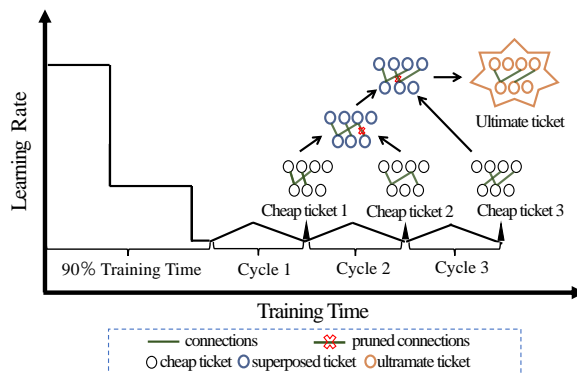 Learning Rate
Ultimate ticket
Cheap ticket 1
Cheap ticket 2
Cheap ticket 3
90% Training Time
Cycle 1
Cycle 2
Cycle 3
Training Time
connections
pruned connections
cheap ticket
superposed ticket
ultramate ticket